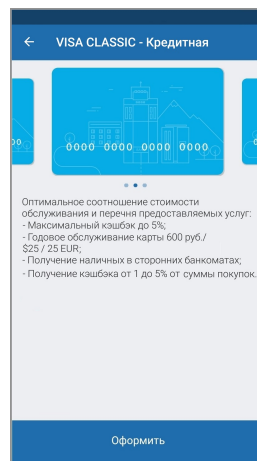 VISA CLASSIC - Кредитная
0000 0000 0000 0000
Оптимальное соотношение стоимости
обслуживания и перечня предоставляемых услуг:
- Максимальный кэшбэк до 5%;
- Годовое обслуживание карты 600 руб./
$25 / 25 EUR;
- Получение наличных в сторонних банкоматах;
- Получение кэшбэка от 1 до 5% от суммы покупок.
Оформить